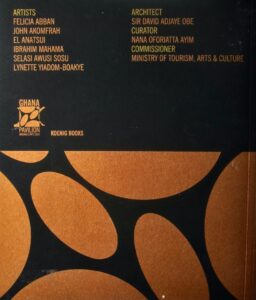 ARTISTS
FELICIA ABBAN
JOHN AKOMFRAH
EL ANATSUI
IBRAHIM MAHAMA
SELASI AWUSI SOSU
LYNETTE YIADOM-BOAKYE
ARCHITECT
SIR DAVID ADJAYE OBE
CURATOR
NANA OFORIATTA AYIM
COMMISSIONER
MINISTRY OF TOURISM, ARTS & CULTURE
GHANA
PAVILION
KOENIG BOOKS